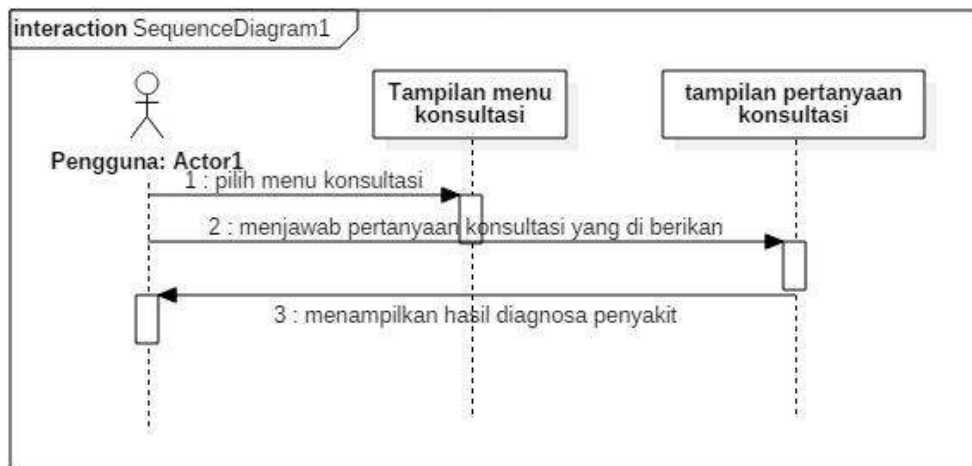 interaction SequenceDiagram1
Tampilan menu
konsultasi
tampilan pertanyaan
konsultasi
Pengguna: Actor1
1 : pilih menu konsultasi
2 : menjawab pertanyaan konsultasi yang di berikan
3 : menampilkan hasil diagnosa penyakit